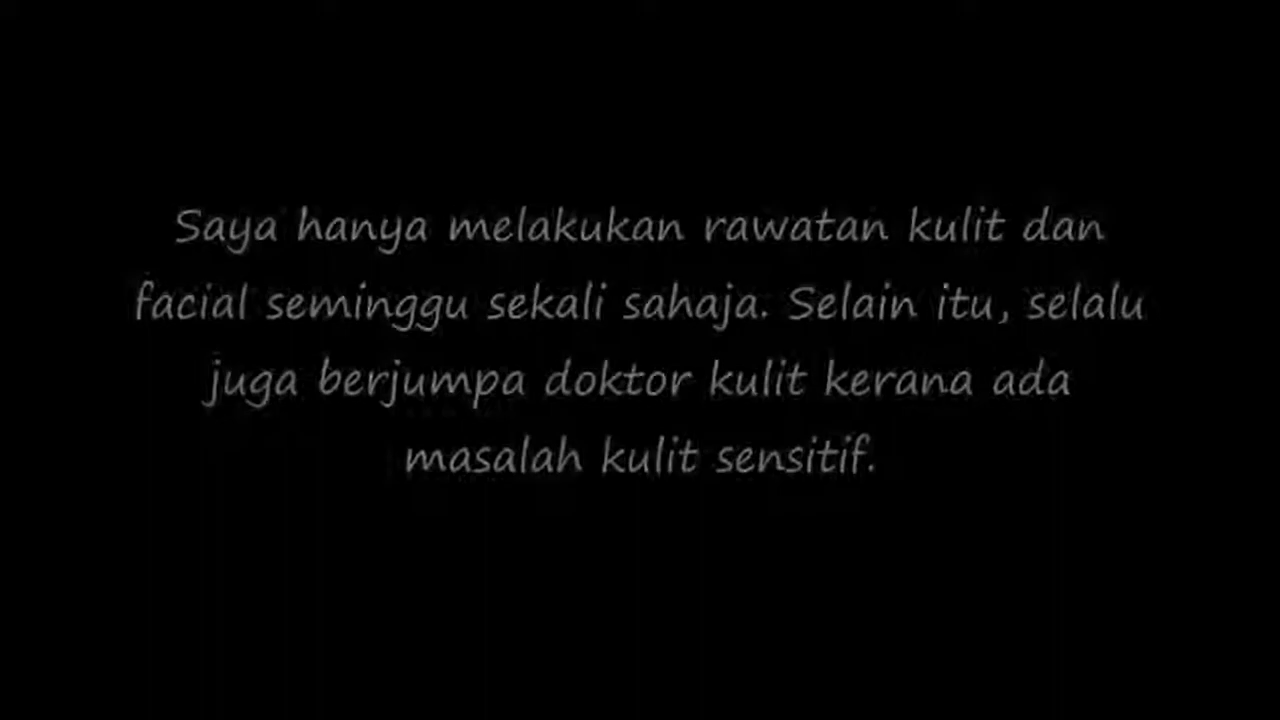 Saya hanya melakukan rawatan kulit dan
facial seminggu sekali sahaja. Selain itu, selalu
juga berjumpa doktor kulit kerana ada
masalah kulit sensitif.